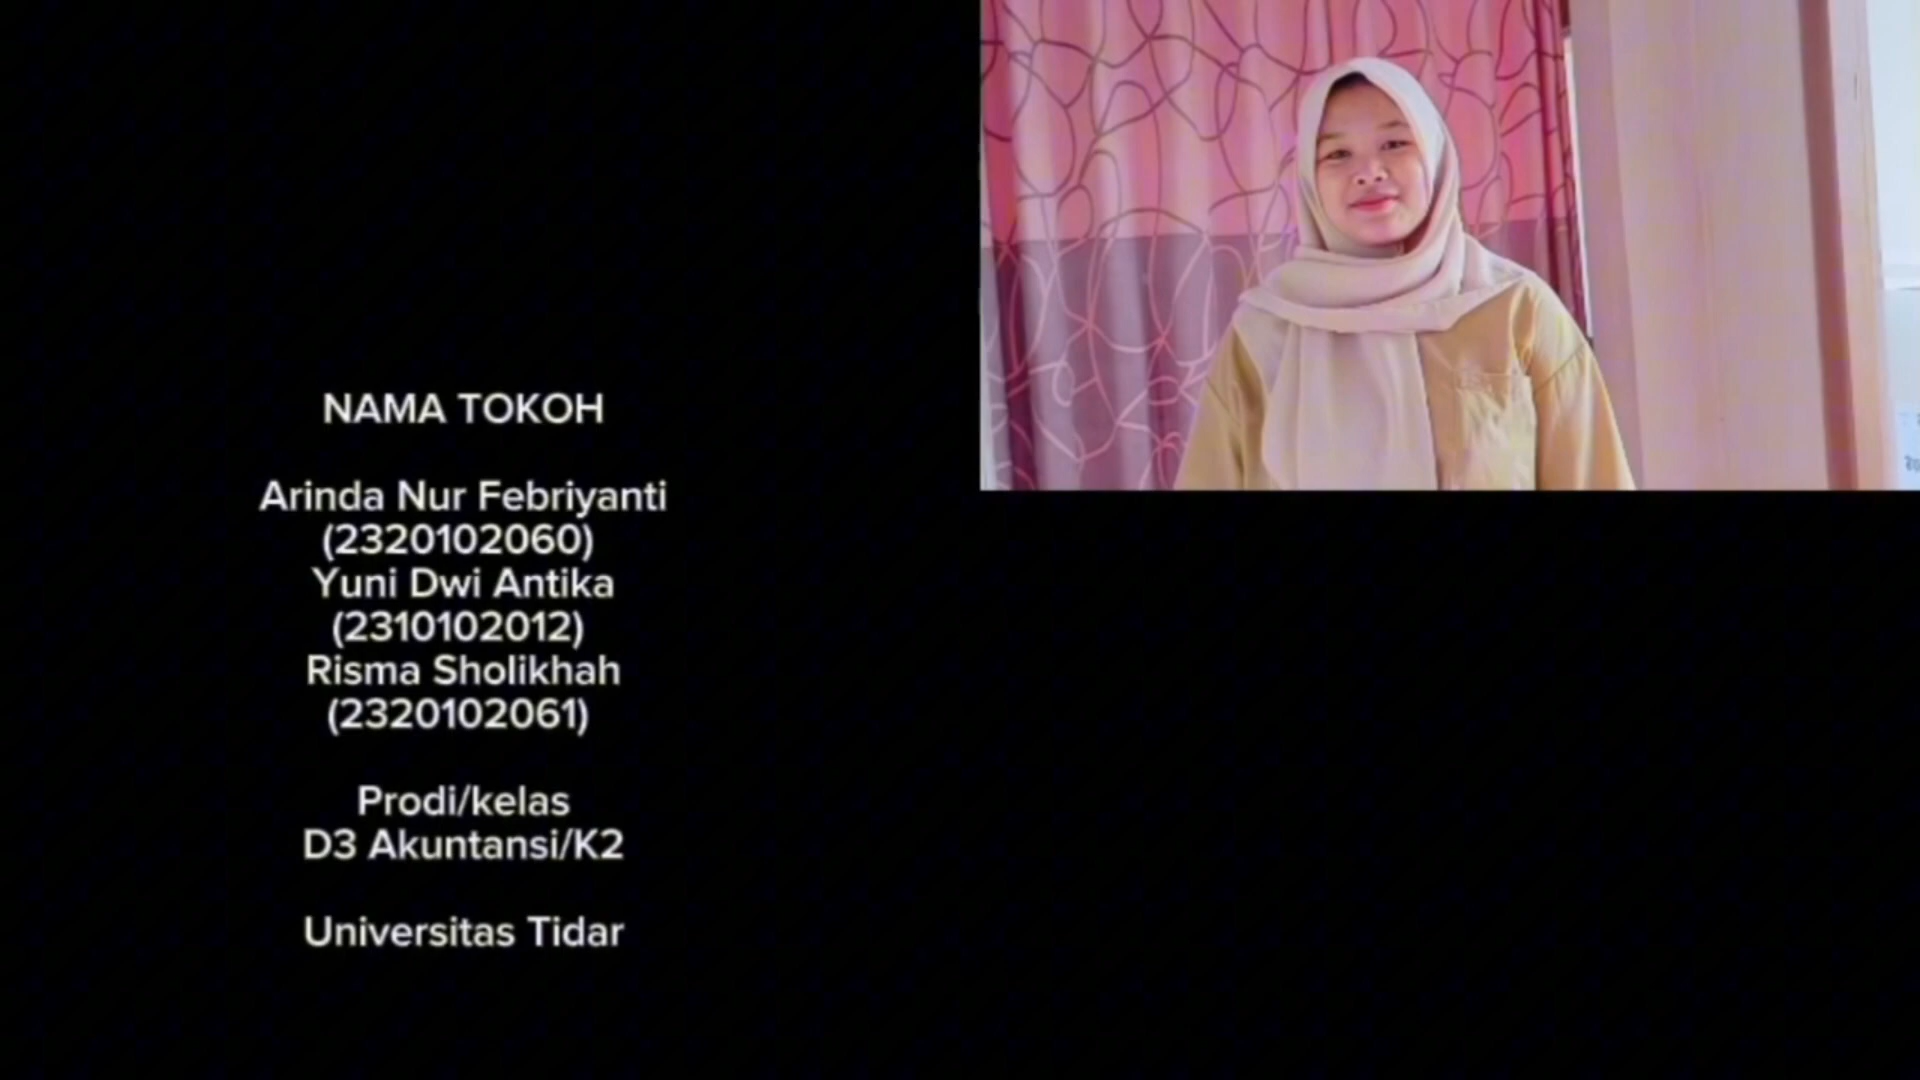 NAMA TOKOH
Arinda Nur Febriyanti
(2320102060)
Yuni Dwi Antika
(2310102012)
Risma Sholikhah
(2320102061)
Prodi/kelas
D3 Akuntansi/K2
Universitas Tidar